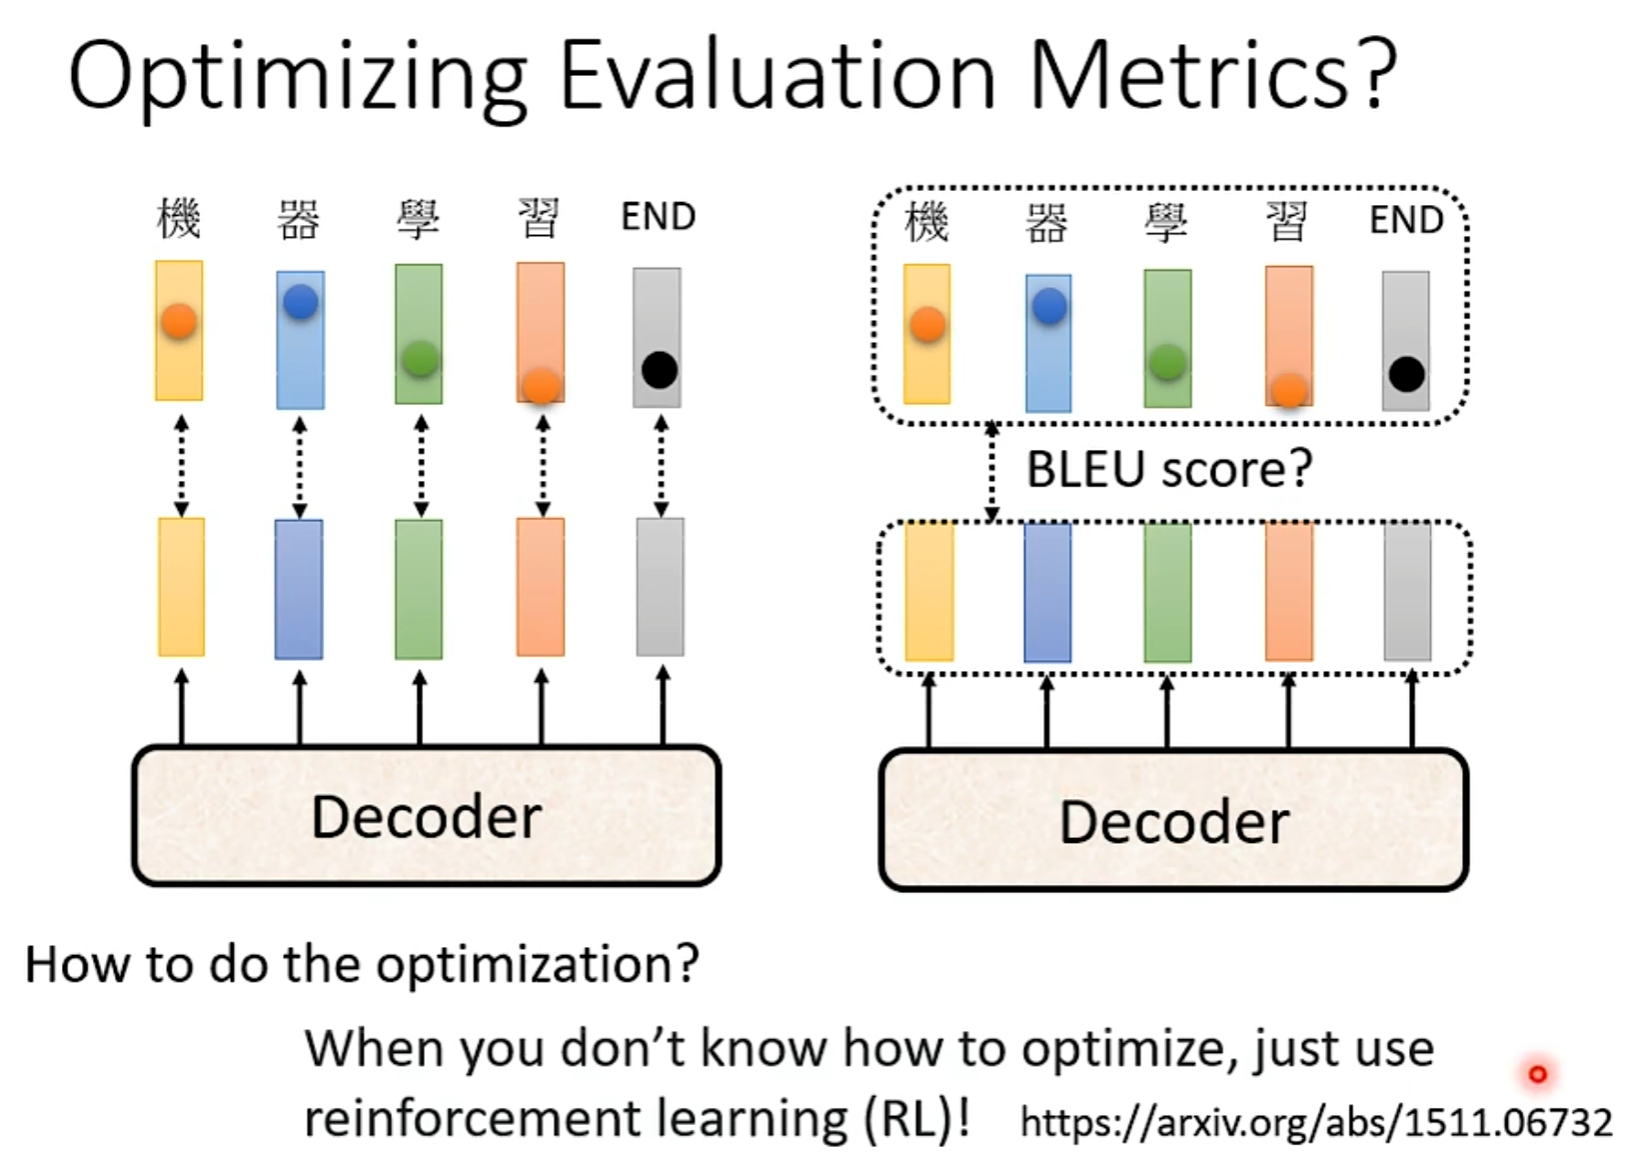 Optimizing Evaluation Metrics?
機 器 學 習 END
機 器 學 習 END
BLEU score?
Decoder
Decoder
How to do the optimization?
When you don’t know how to optimize, just use
reinforcement learning (RL)!
https://arxiv.org/abs/1511.06732